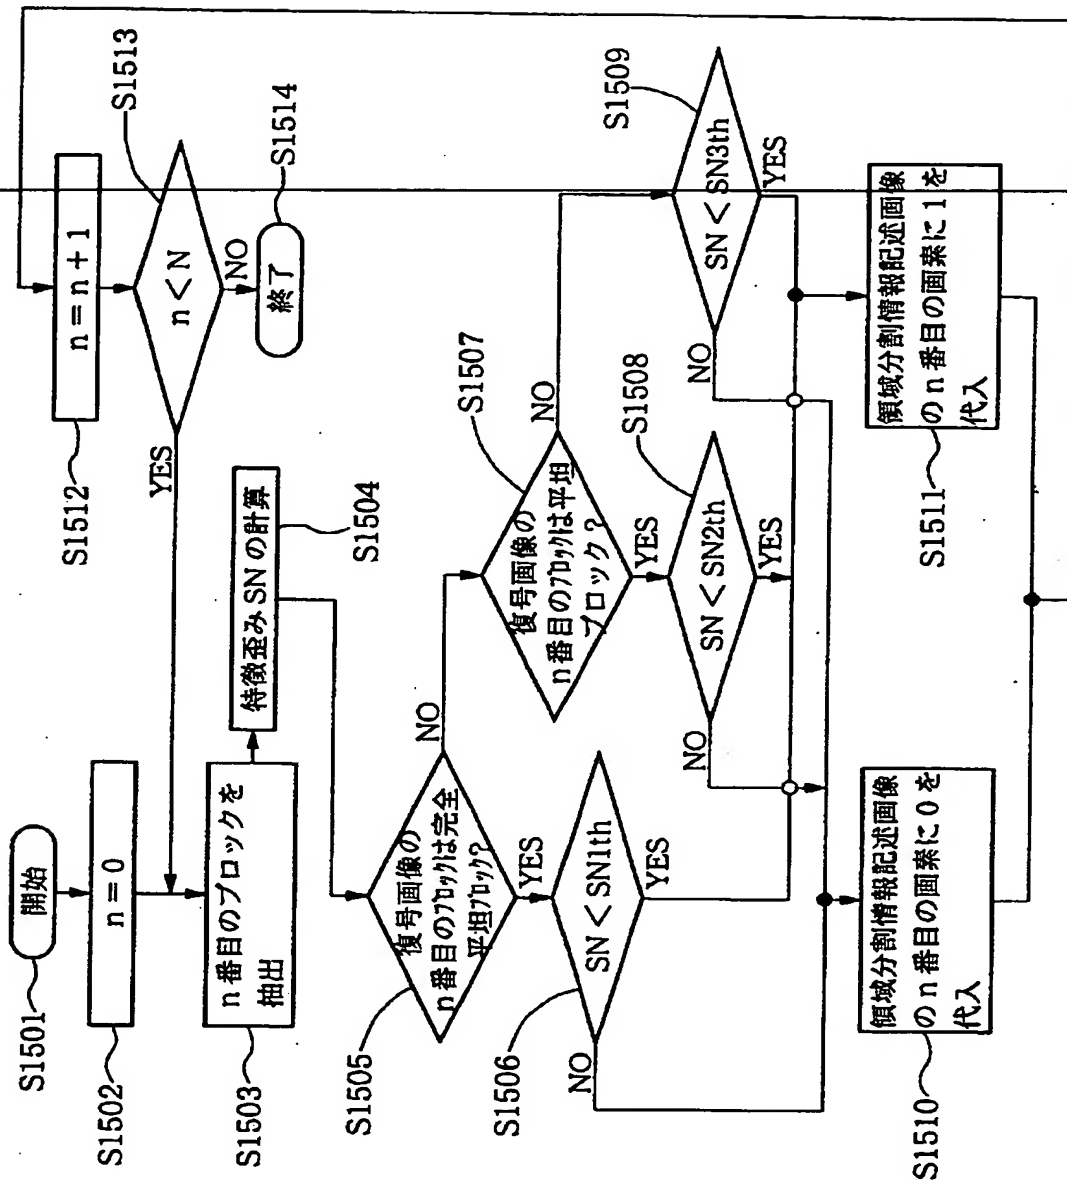 開始
S1501
n = 0
S1502
n番目のブロックを
抽出
S1503
特徴歪み SN の計算
S1504
復号画像の
n番目のブロックは完全
平坦ブロック?
S1505
YES
NO
SN < SN1th
S1506
YES
NO
復号画像の
n番目のブロックは平坦
ブロック?
S1507
YES
NO
SN < SN2th
S1508
YES
NO
SN < SN3th
S1509
YES
NO
領域分割情報記述画像
のn番目の画素に0を
代入
S1510
領域分割情報記述画像
のn番目の画素に1を
代入
S1511
n = n + 1
S1512
n < N
S1513
YES
NO
終了
S1514